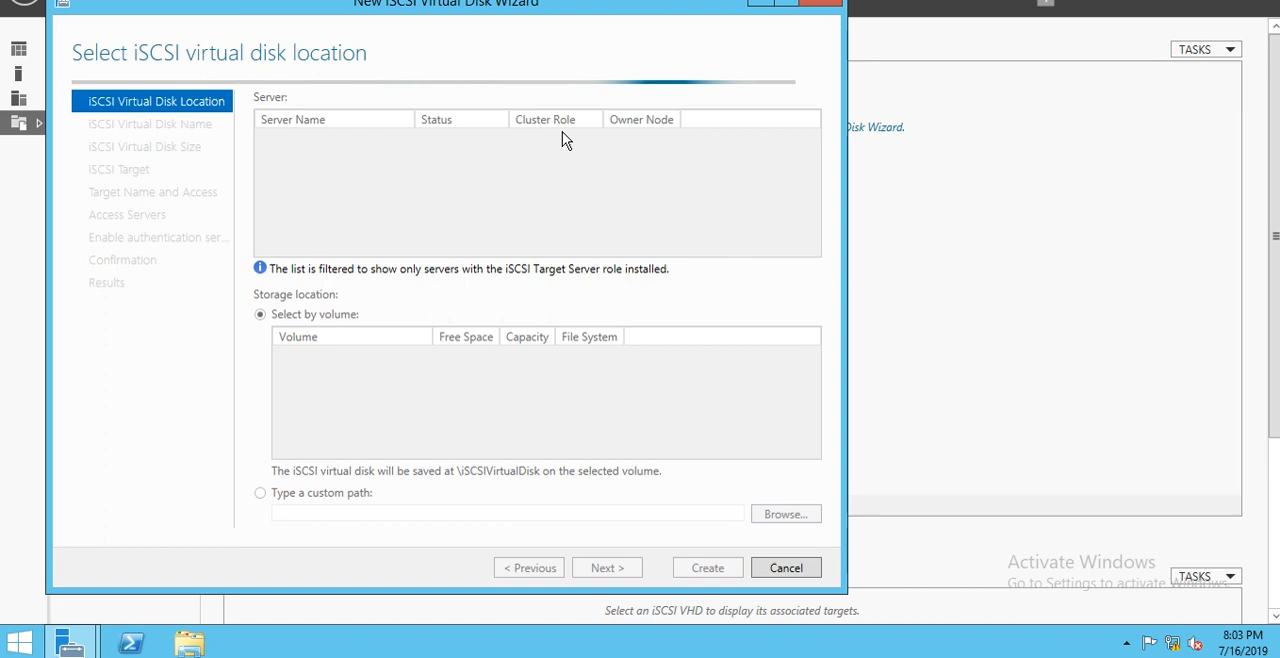 New iSCSI Virtual Disk Wizard
Select iSCSI virtual disk location
TASKS
iSCSI Virtual Disk Location
iSCSI Virtual Disk Name
iSCSI Virtual Disk Size
iSCSI Target
Target Name and Access
Access Servers
Enable authentication ser...
Confirmation
Results
Server:
Server Name Status Cluster Role Owner Node
Disk Wizard.
The list is filtered to show only servers with the iSCSI Target Server role installed.
Storage location:
Select by volume:
Volume Free Space Capacity File System
The iSCSI virtual disk will be saved at \iSCSIVirtualDisk on the selected volume.
Type a custom path:
Browse...
< Previous Next > Create Cancel
Activate Windows
Go to Settings to activate Windows.
TASKS
Select an iSCSI VHD to display its associated targets.
8:03 PM
7/16/2019